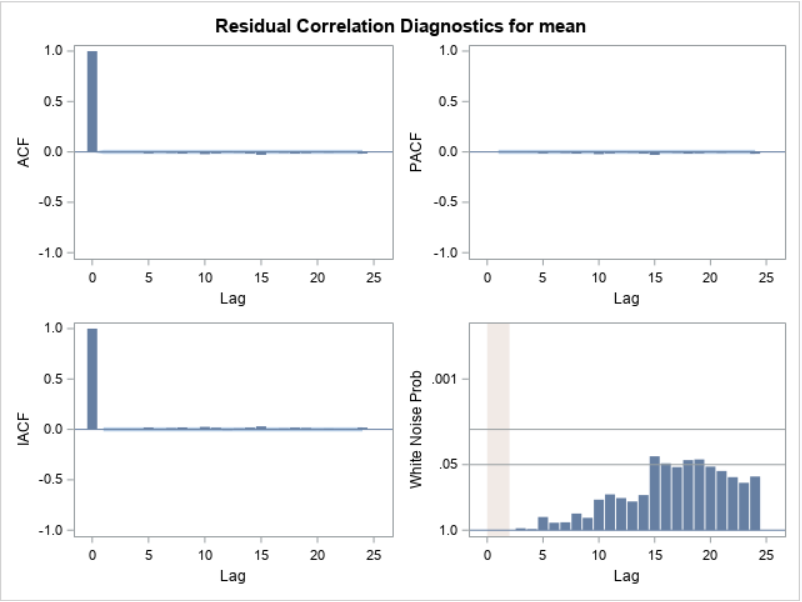 Residual Correlation Diagnostics for mean
1.0
0.5
0.0
-0.5
-1.0
ACF
0 5 10 15 20 25
Lag
1.0
0.5
0.0
-0.5
-1.0
PACF
0 5 10 15 20 25
Lag
1.0
0.5
0.0
-0.5
-1.0
IACF
0 5 10 15 20 25
Lag
.001
.05
1.0
White Noise Prob
0 5 10 15 20 25
Lag